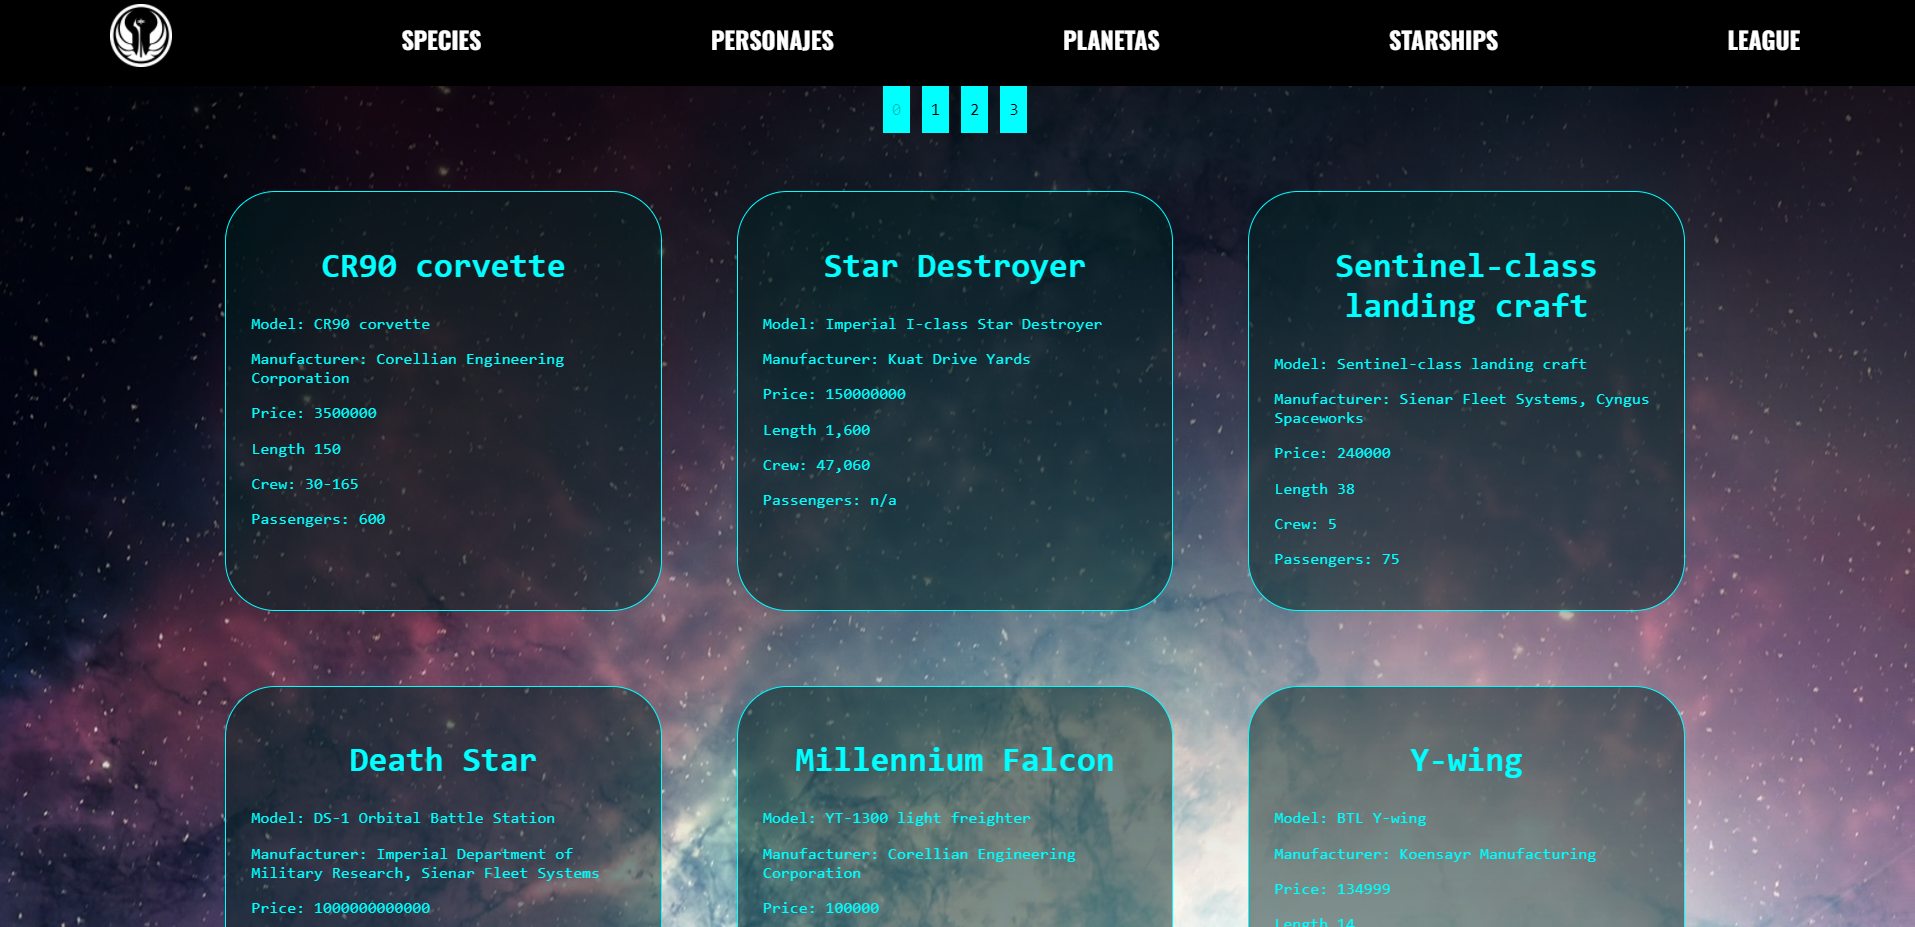 SPECIES PERSONAJES PLANETAS STARSHIPS LEAGUE
0 1 2 3
CR90 corvette
Model: CR90 corvette
Manufacturer: Corellian Engineering
Corporation
Price: 3500000
Length 150
Crew: 30-165
Passengers: 600
Star Destroyer
Model: Imperial I-class Star Destroyer
Manufacturer: Kuat Drive Yards
Price: 150000000
Length 1,600
Crew: 47,060
Passengers: n/a
Sentinel-class
landing craft
Model: Sentinel-class landing craft
Manufacturer: Sienar Fleet Systems, Cyngus
Spaceworks
Price: 240000
Length 38
Crew: 5
Passengers: 75
Death Star
Model: DS-1 Orbital Battle Station
Manufacturer: Imperial Department of
Military Research, Sienar Fleet Systems
Price: 1000000000000
Millennium Falcon
Model: YT-1300 light freighter
Manufacturer: Corellian Engineering
Corporation
Price: 100000
Y-wing
Model: BTL Y-wing
Manufacturer: Koensayr Manufacturing
Price: 134999
Length 14